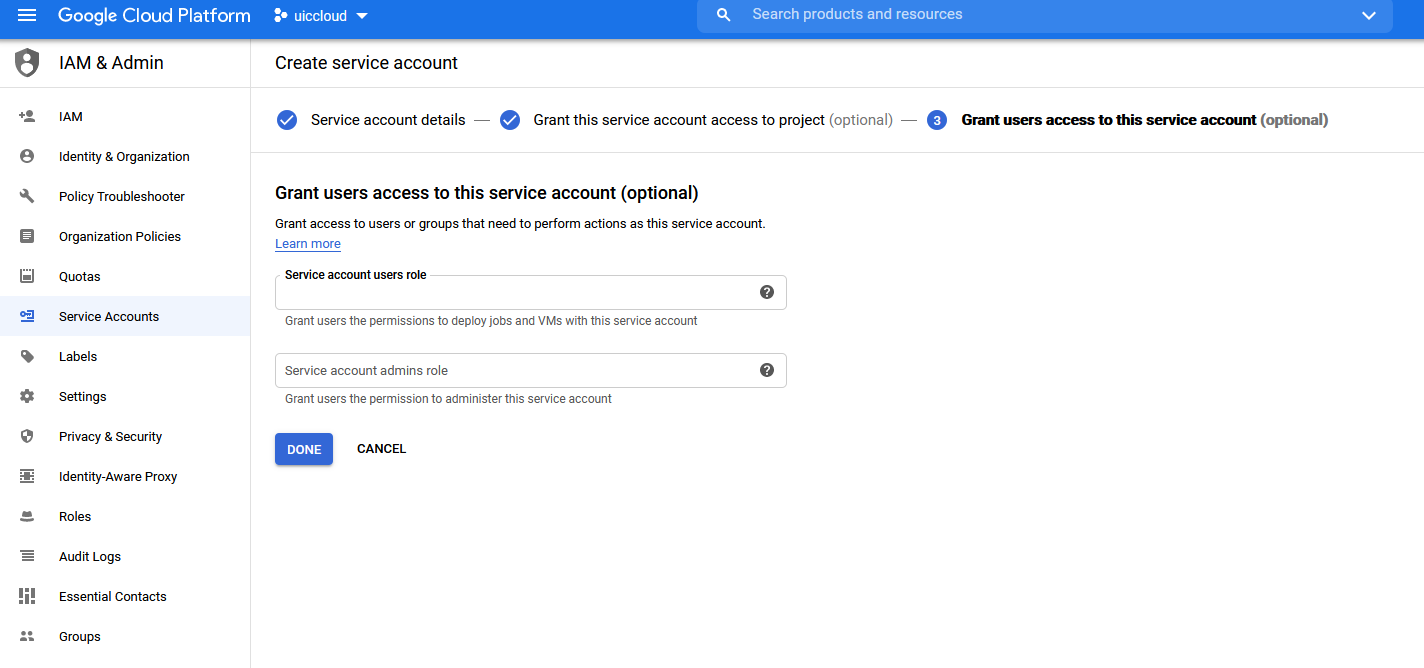 Google Cloud Platform uiccloud Search products and resources
IAM & Admin
Create service account
IAM
Identity & Organization
Policy Troubleshooter
Organization Policies
Quotas
Service Accounts
Labels
Settings
Privacy & Security
Identity-Aware Proxy
Roles
Audit Logs
Essential Contacts
Groups
Service account details — Grant this service account access to project (optional) — 3 Grant users access to this service account (optional)
Grant users access to this service account (optional)
Grant access to users or groups that need to perform actions as this service account.
Learn more
Service account users role
?
Grant users the permissions to deploy jobs and VMs with this service account
Service account admins role ?
Grant users the permission to administer this service account
DONE CANCEL